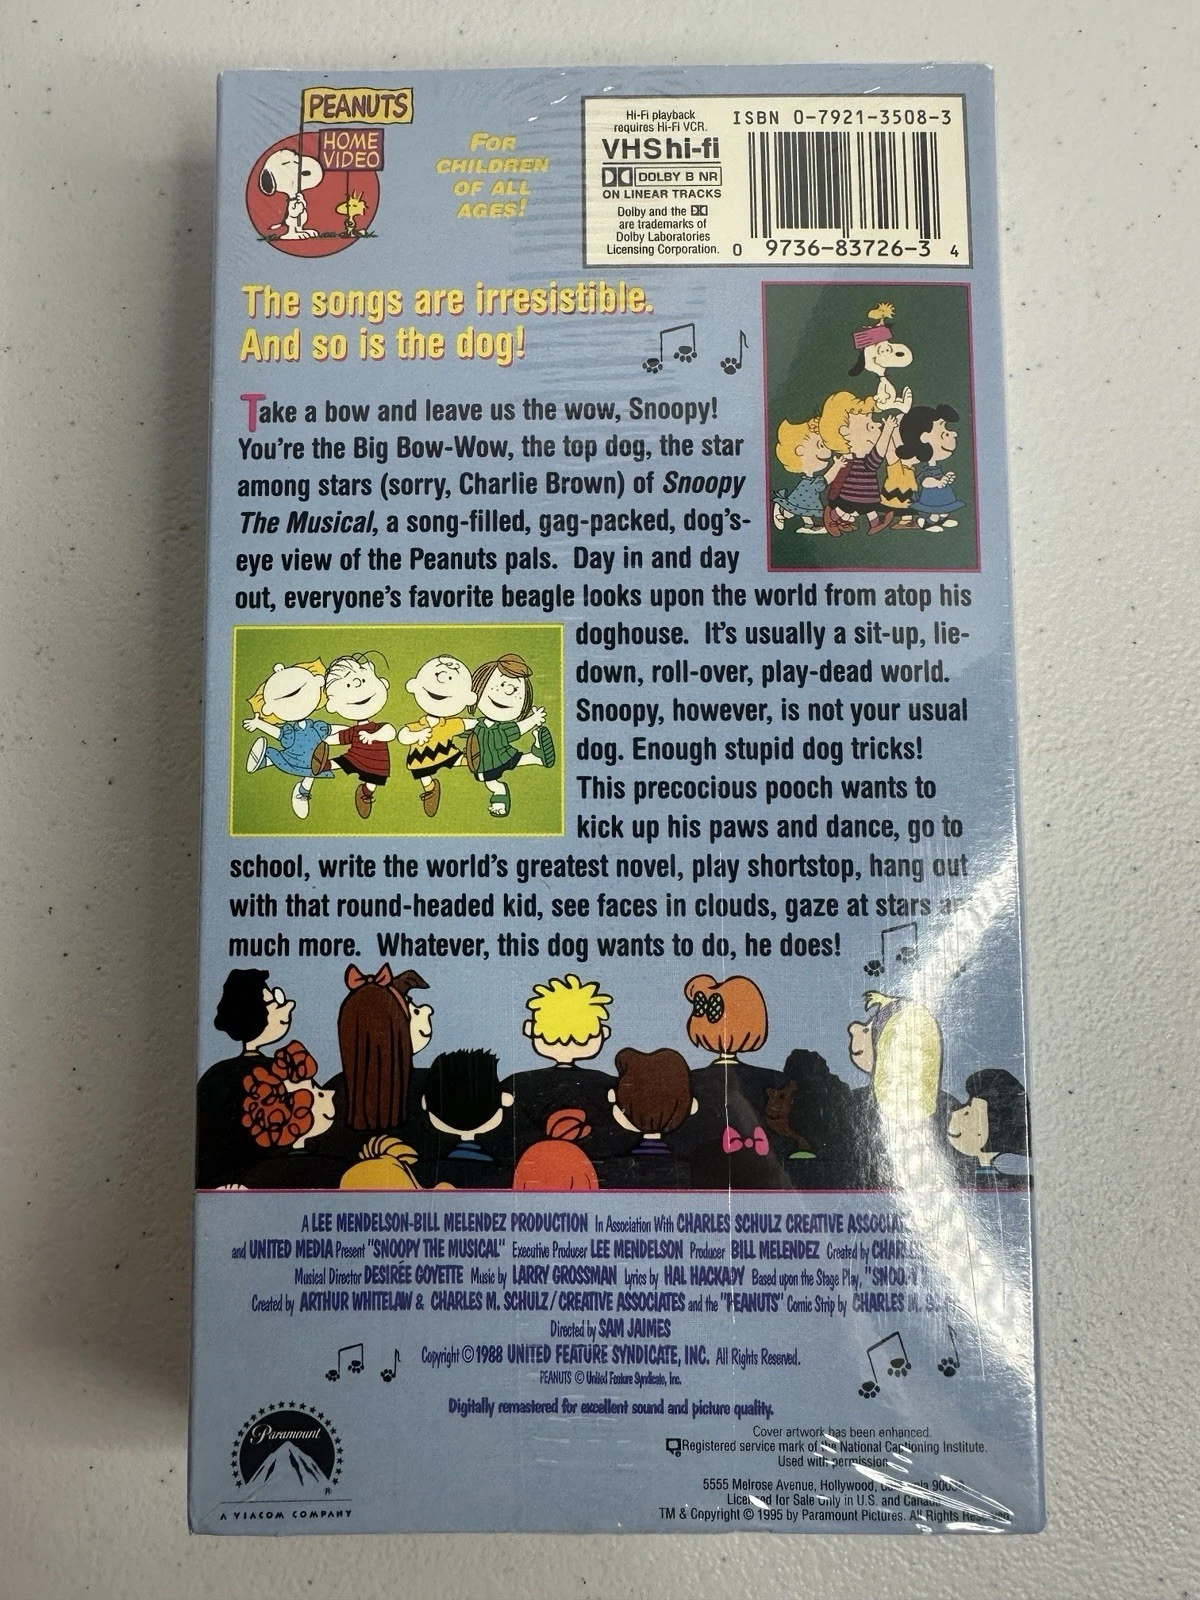 PEANUTS
HOME
VIDEO
FOR
CHILDREN
OF ALL
AGES!
Hi-Fi playback
requires Hi-Fi VCR.
VHS hi-fi
DOLBY B NR
ON LINEAR TRACKS
Dolby and the
are trademarks of
Dolby Laboratories
Licensing Corporation.
ISBN 0-7921-3508-3
0 9736-83726-3 4
The songs are irresistible.
And so is the dog!
Take a bow and leave us the wow, Snoopy!
You're the Big Bow-Wow, the top dog, the star
among stars (sorry, Charlie Brown) of Snoopy
The Musical, a song-filled, gag-packed, dog's-
eye view of the Peanuts pals. Day in and day
out, everyone's favorite beagle looks upon the world from atop his
doghouse. It's usually a sit-up, lie-
down, roll-over, play-dead world.
Snoopy, however, is not your usual
dog. Enough stupid dog tricks!
This precocious pooch wants to
kick up his paws and dance, go to
school, write the world's greatest novel, play shortstop, hang out
with that round-headed kid, see faces in clouds, gaze at stars
much more. Whatever, this dog wants to do, he does!
A LEE MENDELSON-BILL MELENDEZ PRODUCTION In Association With CHARLES SCHULZ CREATIVE
and UNITED MEDIA Present "SNOOPY THE MUSICAL" Executive Producer LEE MENDELSON Producer BILL MELENDEZ Created by
Musical Director DESIRÉE GOYETTE Music by LARRY GROSSMAN Lyrics by HAL HACKADY Based upon the Stage Play,
Created by ARTHUR WHITELAW & CHARLES M. SCHULZ/CREATIVE ASSOCIATES and the "PEANUTS" Comic Strip by CHARLES M.
Directed by SAM JAIMES
Copyright © 1988 UNITED FEATURE SYNDICATE, INC. All Rights Reserved.
PEANUTS © United Feature Syndicate, Inc.
Digitally remastered for excellent sound and picture quality.
Cover artwork has been enhanced.
Registered service mark of the National Captioning Institute.
Used with permission
5555 Melrose Avenue, Hollywood,
Licensed for Sale Only in U.S. and Canada
TM & Copyright © 1995 by Paramount Pictures. All Rights
Paramount
®
A VIACOM COMPANY